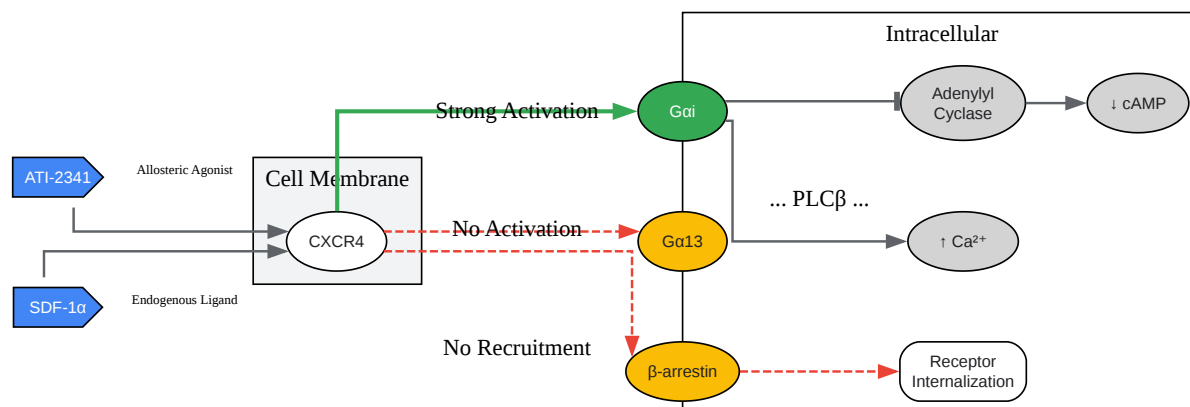 Intracellular
Strong Activation
Gαi
Adenylyl
Cyclase
↓ cAMP
ATI-2341
Allosteric Agonist
Cell Membrane
... PLCβ ...
CXCR4
No Activation
Gα13
↑ Ca²⁺
SDF-1α
Endogenous Ligand
No Recruitment
β-arrestin
Receptor
Internalization